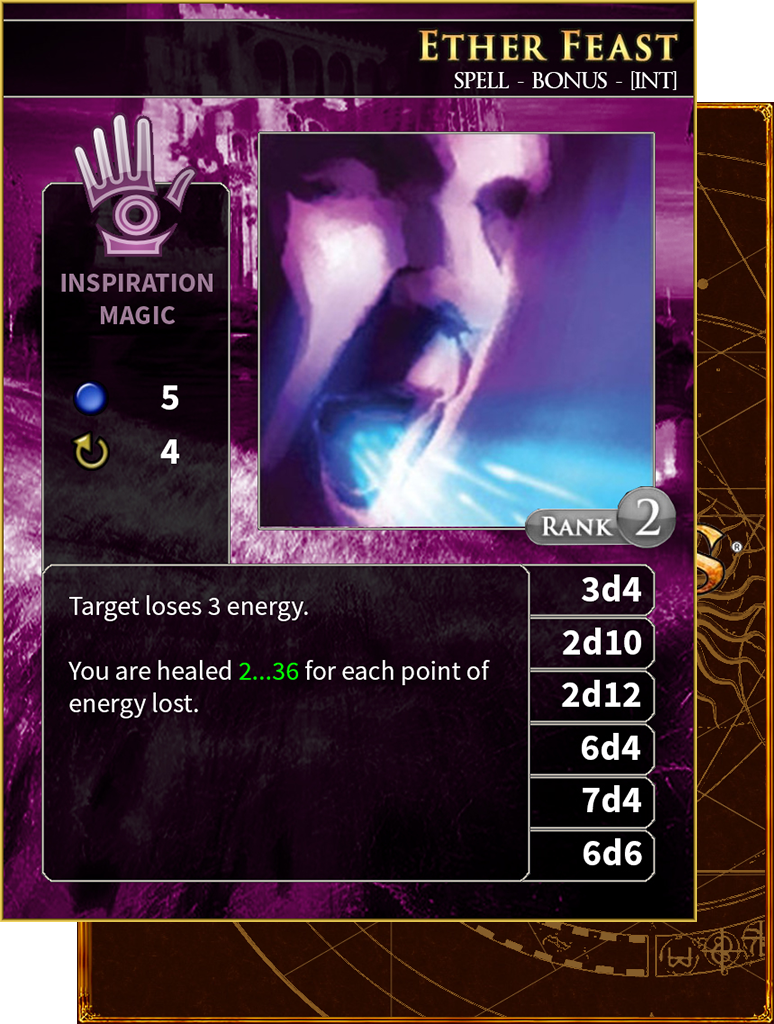 ETHER FEAST
SPELL - BONUS - [INT]
INSPIRATION
MAGIC
5
4
RANK 2
Target loses 3 energy.
You are healed 2...36 for each point of
energy lost.
3d4
2d10
2d12
6d4
7d4
6d6